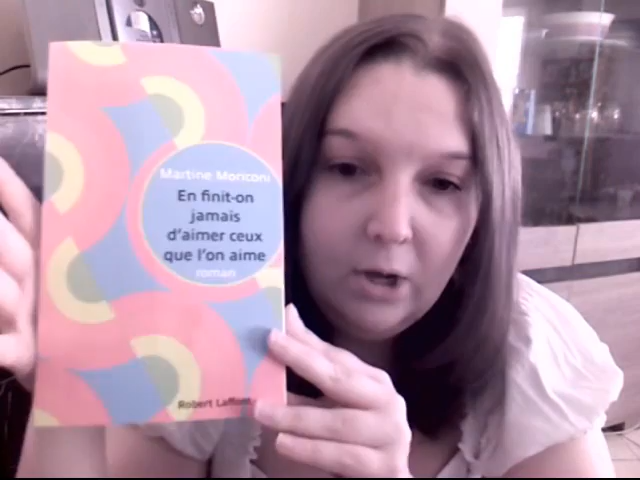 Martine Moriconi
En finit-on
jamais
d'aimer ceux
que l'on aime
roman
Robert Laffont